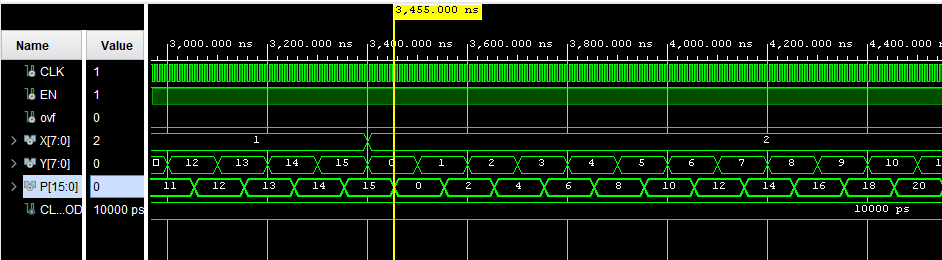 3,455.000 ns
Name Value 3,000.000 ns 3,200.000 ns 3,400.000 ns 3,600.000 ns 3,800.000 ns 4,000.000 ns 4,200.000 ns 4,400.000
CLK 1
EN 1
ovf 0
X[7:0] 2 1 2
Y[7:0] 0 12 13 14 15 0 1 2 3 4 5 6 7 8 9 10
P[15:0] 0 11 12 13 14 15 0 2 4 6 8 10 12 14 16 18 20
CL...OD 10000 ps 10000 ps